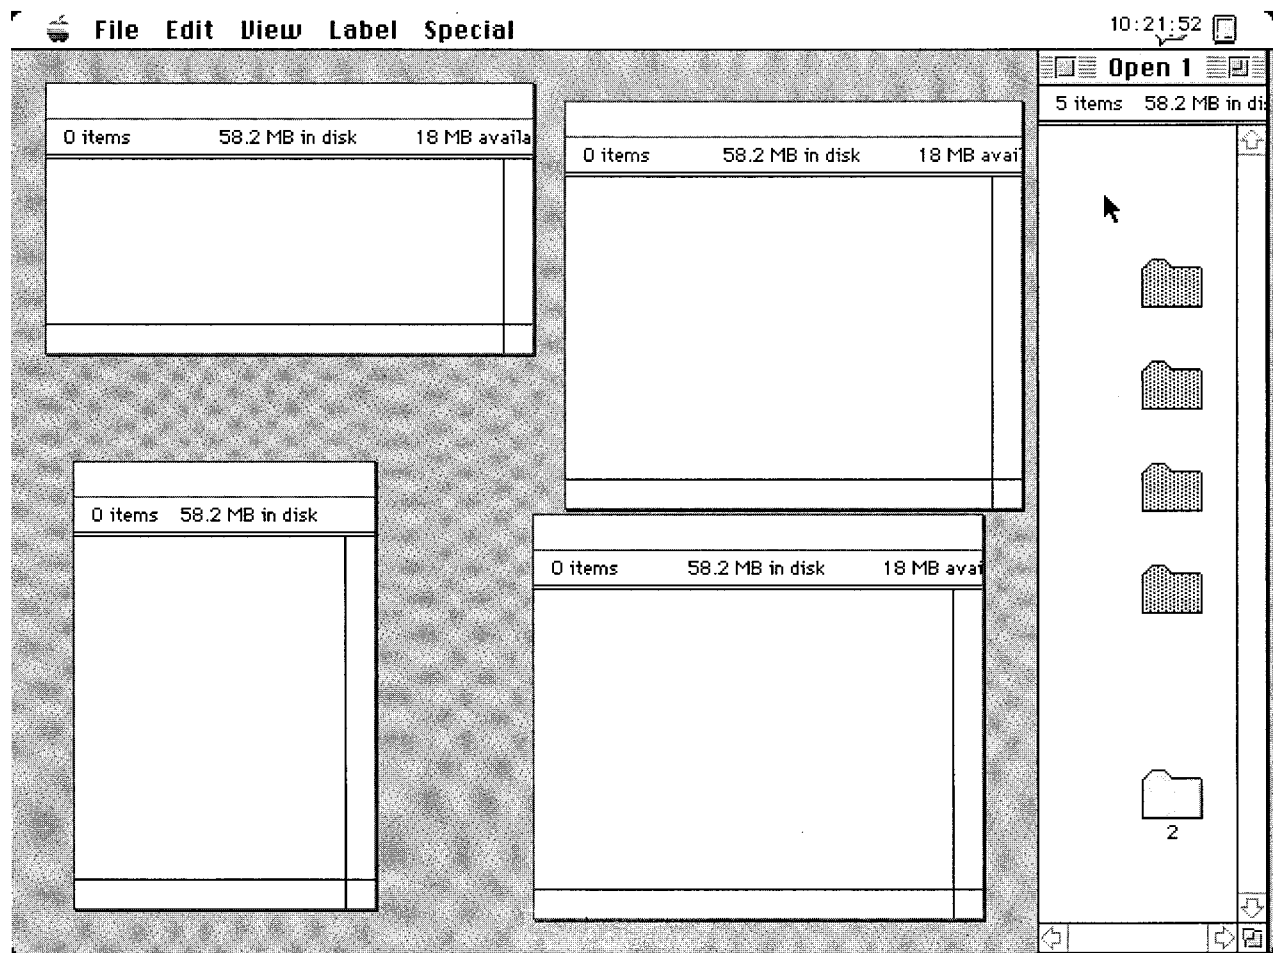 File Edit View Label Special 10:21:52
Open 1
5 items 58.2 MB in di
0 items 58.2 MB in disk 18 MB availa
0 items 58.2 MB in disk 18 MB avai
0 items 58.2 MB in disk
0 items 58.2 MB in disk 18 MB avai
2